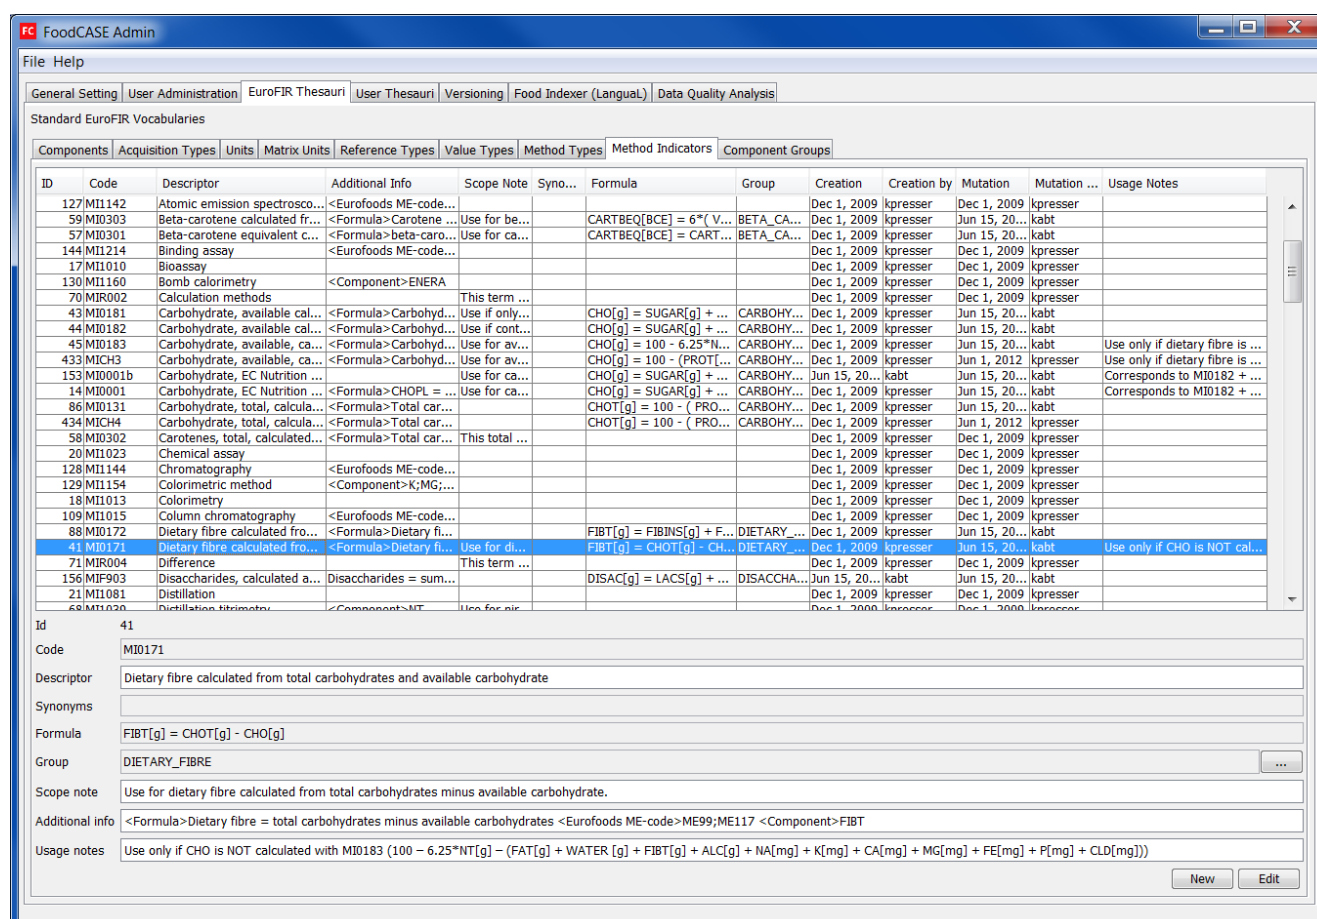 FC FoodCASE Admin
File Help
General Setting User Administration EuroFIR Thesauri User Thesauri Versioning Food Indexer (LanguaL) Data Quality Analysis
Standard EuroFIR Vocabularies
Components Acquisition Types Units Matrix Units Reference Types Value Types Method Types Method Indicators Component Groups
ID Code Descriptor Additional Info Scope Note Syno... Formula Group Creation Creation by Mutation Mutation ... Usage Notes
127 MI1142 Atomic emission spectrosco... <Eurofoods ME-code... Dec 1, 2009 kpresser Dec 1, 2009 kpresser
59 MI0303 Beta-carotene calculated fr... <Formula>Carotene ... Use for be... CARTBEQ[BCE] = 6*( V... BETA_CA... Dec 1, 2009 kpresser Jun 15, 20... kabt
57 MI0301 Beta-carotene equivalent c... <Formula>beta-caro... Use for ca... CARTBEQ[BCE] = CART... BETA_CA... Dec 1, 2009 kpresser Jun 15, 20... kabt
144 MI1214 Binding assay <Eurofoods ME-code... Dec 1, 2009 kpresser Dec 1, 2009 kpresser
17 MI1010 Bioassay Dec 1, 2009 kpresser Dec 1, 2009 kpresser
130 MI1160 Bomb calorimetry <Component>ENERA Dec 1, 2009 kpresser Dec 1, 2009 kpresser
70 MIR002 Calculation methods This term ... Dec 1, 2009 kpresser Dec 1, 2009 kpresser
43 MI0181 Carbohydrate, available cal... <Formula>Carbohyd... Use if only... CHO[g] = SUGAR[g] + ... CARBOHY... Dec 1, 2009 kpresser Jun 15, 20... kabt
44 MI0182 Carbohydrate, available cal... <Formula>Carbohyd... Use if cont... CHO[g] = SUGAR[g] + ... CARBOHY... Dec 1, 2009 kpresser Jun 15, 20... kabt
45 MI0183 Carbohydrate, available, ca... <Formula>Carbohyd... Use for av... CHO[g] = 100 - 6.25*N... CARBOHY... Dec 1, 2009 kpresser Jun 15, 20... kabt Use only if dietary fibre is ...
433 MICH3 Carbohydrate, available, ca... <Formula>Carbohyd... Use for av... CHO[g] = 100 - (PROT[... CARBOHY... Dec 1, 2009 kpresser Jun 1, 2012 kpresser Use only if dietary fibre is ...
153 MI0001b Carbohydrate, EC Nutrition ... Use for ca... CHO[g] = SUGAR[g] + ... CARBOHY... Jun 15, 20... kabt Jun 15, 20... kabt Corresponds to MI0182 + ...
14 MI0001 Carbohydrate, EC Nutrition ... <Formula>CHOPL = ... Use for ca... CHO[g] = SUGAR[g] + ... CARBOHY... Dec 1, 2009 kpresser Jun 15, 20... kabt Corresponds to MI0182 + ...
86 MI0131 Carbohydrate, total, calcula... <Formula>Total car... CHOT[g] = 100 - ( PRO... CARBOHY... Dec 1, 2009 kpresser Jun 15, 20... kabt
434 MICH4 Carbohydrate, total, calcula... <Formula>Total car... CHOT[g] = 100 - ( PRO... CARBOHY... Dec 1, 2009 kpresser Jun 1, 2012 kpresser
58 MI0302 Carotenes, total, calculated... <Formula>Total car... This total ... Dec 1, 2009 kpresser Dec 1, 2009 kpresser
20 MI1023 Chemical assay Dec 1, 2009 kpresser Dec 1, 2009 kpresser
128 MI1144 Chromatography <Eurofoods ME-code... Dec 1, 2009 kpresser Dec 1, 2009 kpresser
129 MI1154 Colorimetric method <Component>K;MG;... Dec 1, 2009 kpresser Dec 1, 2009 kpresser
18 MI1013 Colorimetry Dec 1, 2009 kpresser Dec 1, 2009 kpresser
109 MI1015 Column chromatography <Eurofoods ME-code... Dec 1, 2009 kpresser Dec 1, 2009 kpresser
88 MI0172 Dietary fibre calculated fro... <Formula>Dietary fi... FIBT[g] = FIBINS[g] + F... DIETARY_... Dec 1, 2009 kpresser Jun 15, 20... kabt
41 MI0171 Dietary fibre calculated fro... <Formula>Dietary fi... Use for di... FIBT[g] = CHOT[g] - CH... DIETARY_... Dec 1, 2009 kpresser Jun 15, 20... kabt Use only if CHO is NOT cal...
71 MIR004 Difference This term ... Dec 1, 2009 kpresser Dec 1, 2009 kpresser
156 MIF903 Disaccharides, calculated a... Disaccharides = sum... DISAC[g] = LACS[g] + ... DISACCHA... Jun 15, 20... kabt Jun 15, 20... kabt
21 MI1081 Distillation Dec 1, 2009 kpresser Dec 1, 2009 kpresser
68 MI1030 Distillation titrimetry <Component>NT Use for nir... Dec 1, 2009 kpresser Dec 1, 2009 kpresser
Id 41
Code MI0171
Descriptor Dietary fibre calculated from total carbohydrates and available carbohydrate
Synonyms
Formula FIBT[g] = CHOT[g] - CHO[g]
Group DIETARY_FIBRE ...
Scope note Use for dietary fibre calculated from total carbohydrates minus available carbohydrate.
Additional info <Formula>Dietary fibre = total carbohydrates minus available carbohydrates <Eurofoods ME-code>ME99;ME117 <Component>FIBT
Usage notes Use only if CHO is NOT calculated with MI0183 (100 – 6.25*NT[g] – (FAT[g] + WATER [g] + FIBT[g] + ALC[g] + NA[mg] + K[mg] + CA[mg] + MG[mg] + FE[mg] + P[mg] + CLD[mg]))
New Edit